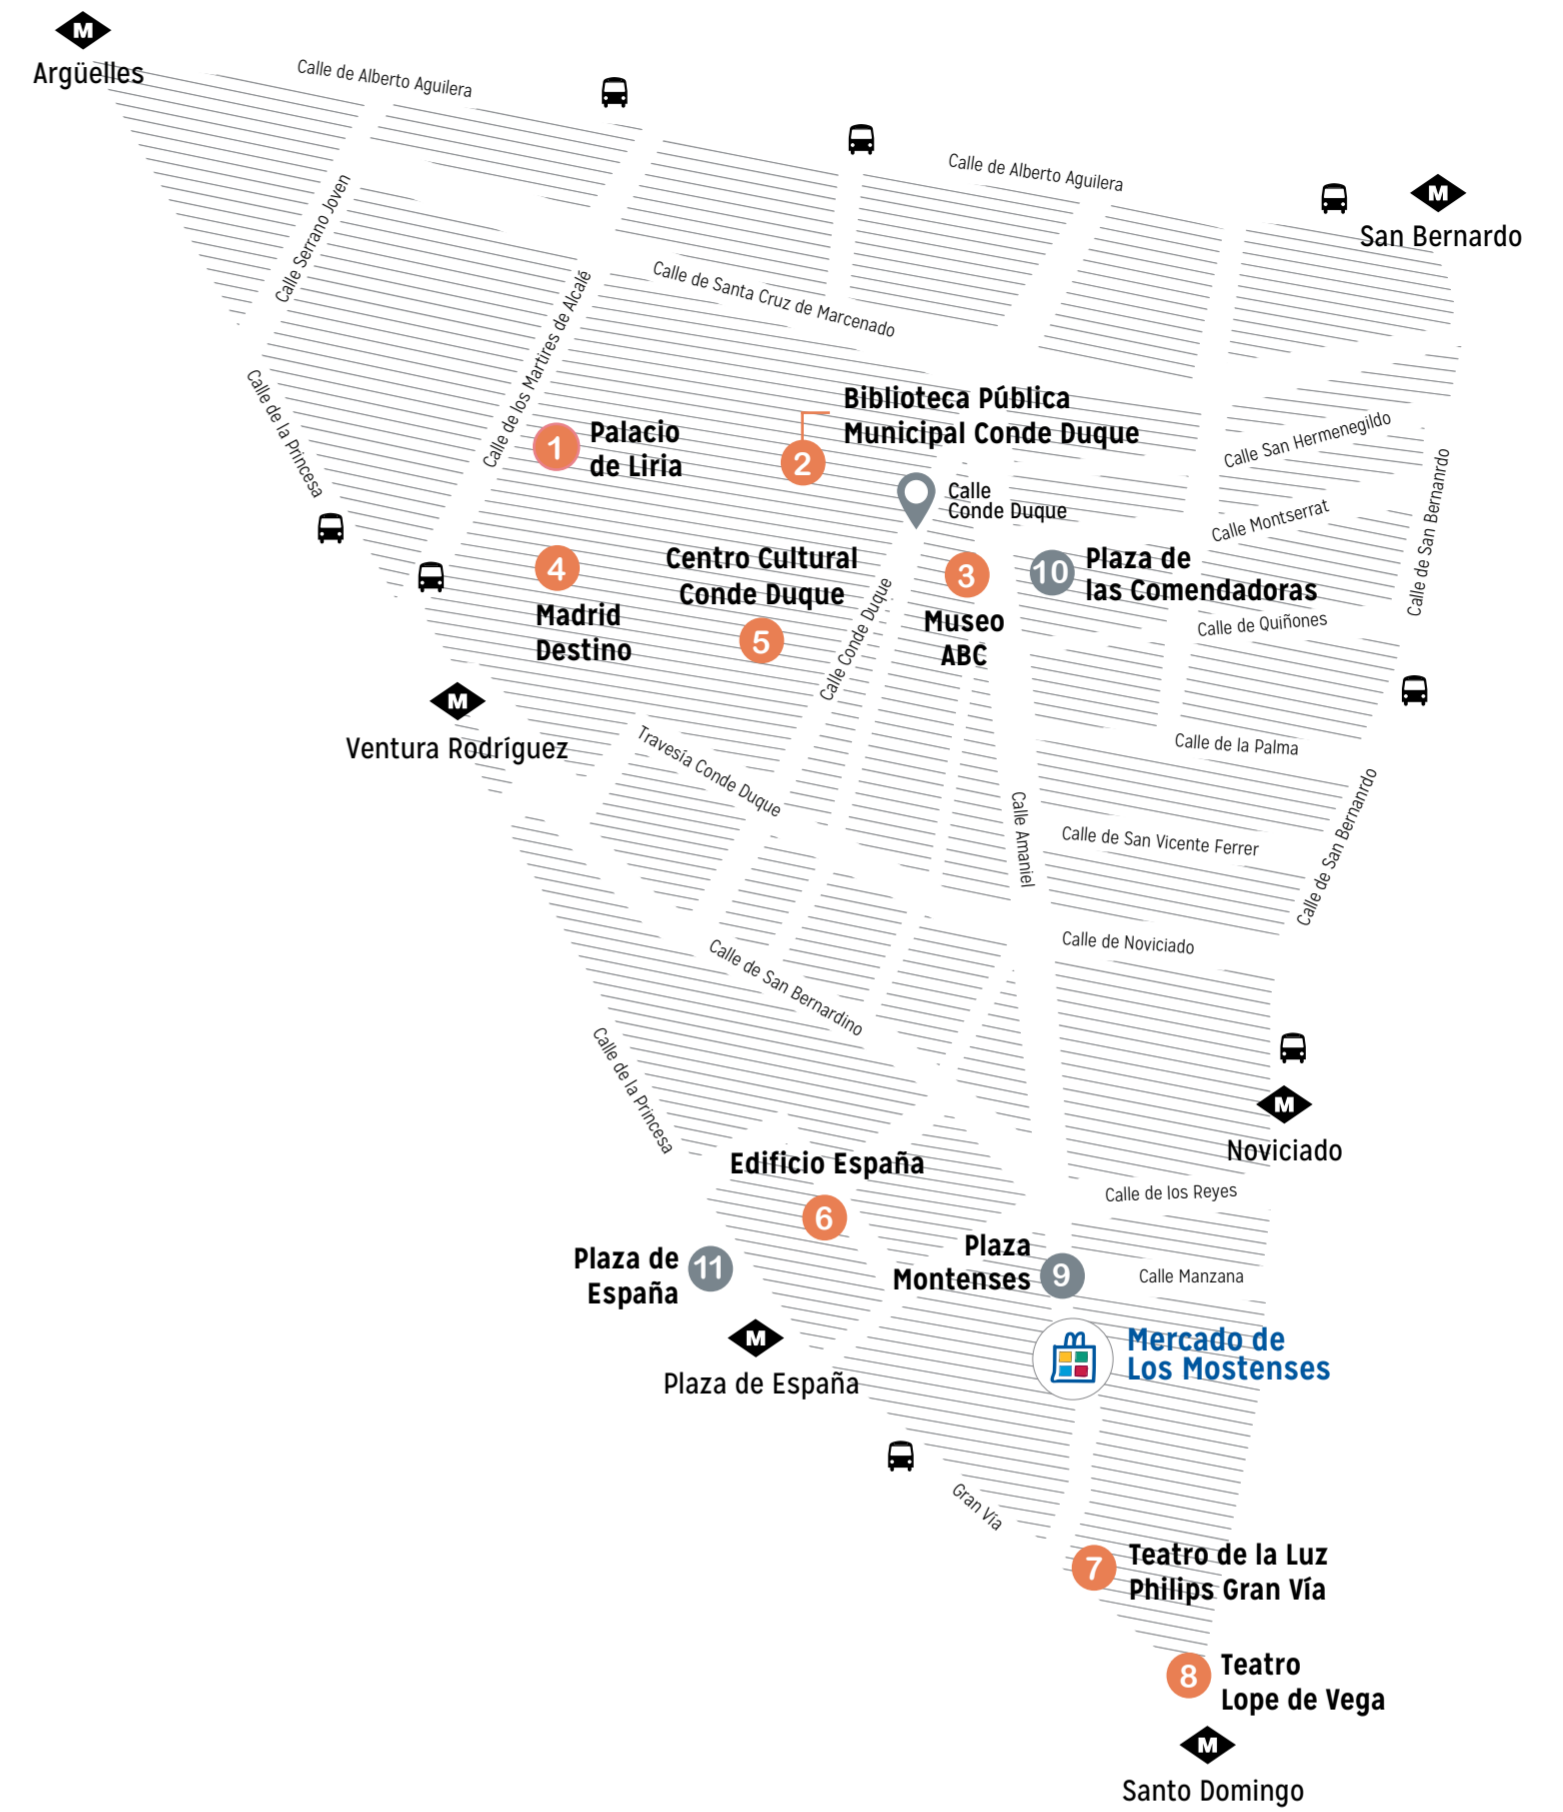 M
Argüelles
Calle de Alberto Aguilera
Calle de Alberto Aguilera
M
San Bernardo
Calle Serrano Joven
Calle de los Martires de Alcalé
Calle de Santa Cruz de Marcenado
Calle de la Princesa
1
Palacio
de Liria
2
Biblioteca Pública
Municipal Conde Duque
Calle
Conde Duque
Calle San Hermenegildo
Calle Montserrat
Calle de San Bernanrdo
4
Madrid
Destino
Centro Cultural
Conde Duque
5
Calle Conde Duque
3
Museo
ABC
10
Plaza de
las Comendadoras
Calle de Quiñones
M
Ventura Rodríguez
Travesía Conde Duque
Calle de la Palma
Calle Amaniel
Calle de San Vicente Ferrer
Calle de San Bernanrdo
Calle de Noviciado
Calle de San Bernardino
Calle de la Princesa
M
Noviciado
Edificio España
6
Calle de los Reyes
Plaza de
España
11
Plaza
Montenses
9
Calle Manzana
M
Plaza de España
Mercado de
Los Mostenses
Gran Vía
7
Teatro de la Luz
Philips Gran Vía
8
Teatro
Lope de Vega
M
Santo Domingo